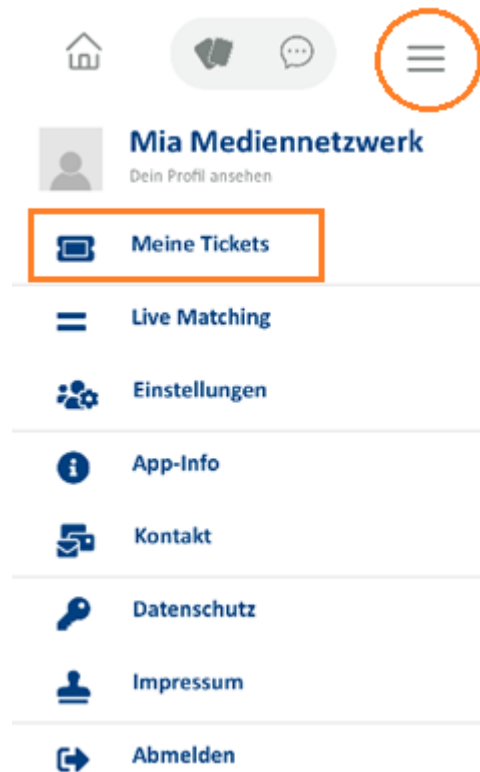 Mia Mediennetzwerk
Dein Profil ansehen
Meine Tickets
Live Matching
Einstellungen
App-Info
Kontakt
Datenschutz
Impressum
Abmelden